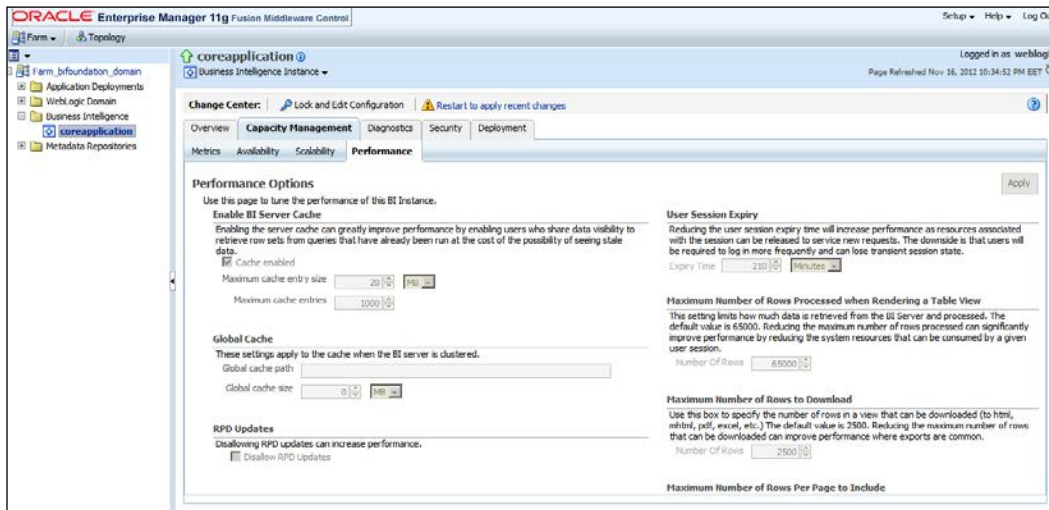 ORACLE Enterprise Manager 11g Fusion Middleware Control
Setup Help Log Ou
Farm Topology
Farm_bifoundation_domain
Application Deployments
WebLogic Domain
Business Intelligence
coreapplication
Metadata Repositories
coreapplication
Logged in as weblogi
Business Intelligence Instance
Page Refreshed Nov 16, 2012 10:34:52 PM EET
Change Center: Lock and Edit Configuration Restart to apply recent changes
Overview Capacity Management Diagnostics Security Deployment
Metrics Availability Scalability Performance
Performance Options
Apply
Use this page to tune the performance of this BI Instance.
Enable BI Server Cache
Enabling the server cache can greatly improve performance by enabling users who share data visibility to
retrieve row sets from queries that have already been run at the cost of the possibility of seeing stale
data.
Cache enabled
Maximum cache entry size 20 MB
Maximum cache entries 1000
Global Cache
These settings apply to the cache when the BI server is clustered.
Global cache path
Global cache size 0 MB
RPD Updates
Disallowing RPD updates can increase performance.
Disallow RPD Updates
User Session Expiry
Reducing the user session expiry time will increase performance as resources associated
with the session can be released to service new requests. The downside is that users will
be required to log in more frequently and can lose transient session state.
Expiry Time 210 Minutes
Maximum Number of Rows Processed when Rendering a Table View
This setting limits how much data is retrieved from the BI Server and processed. The
default value is 65000. Reducing the maximum number of rows processed can significantly
improve performance by reducing the system resources that can be consumed by a given
user session.
Number Of Rows 65000
Maximum Number of Rows to Download
Use this box to specify the number of rows in a view that can be downloaded (to html,
mhtml, pdf, excel, etc.) The default value is 2500. Reducing the maximum number of rows
that can be downloaded can improve performance where exports are common.
Number Of Rows 2500
Maximum Number of Rows Per Page to Include